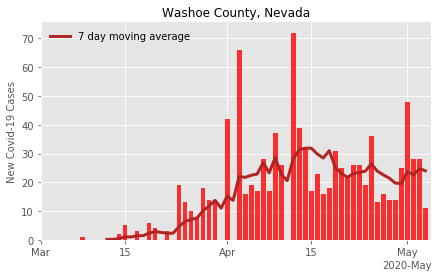 Washoe County, Nevada
7 day moving average
New Covid-19 Cases
70
60
50
40
30
20
10
0
Mar
15
Apr
15
May
2020-May